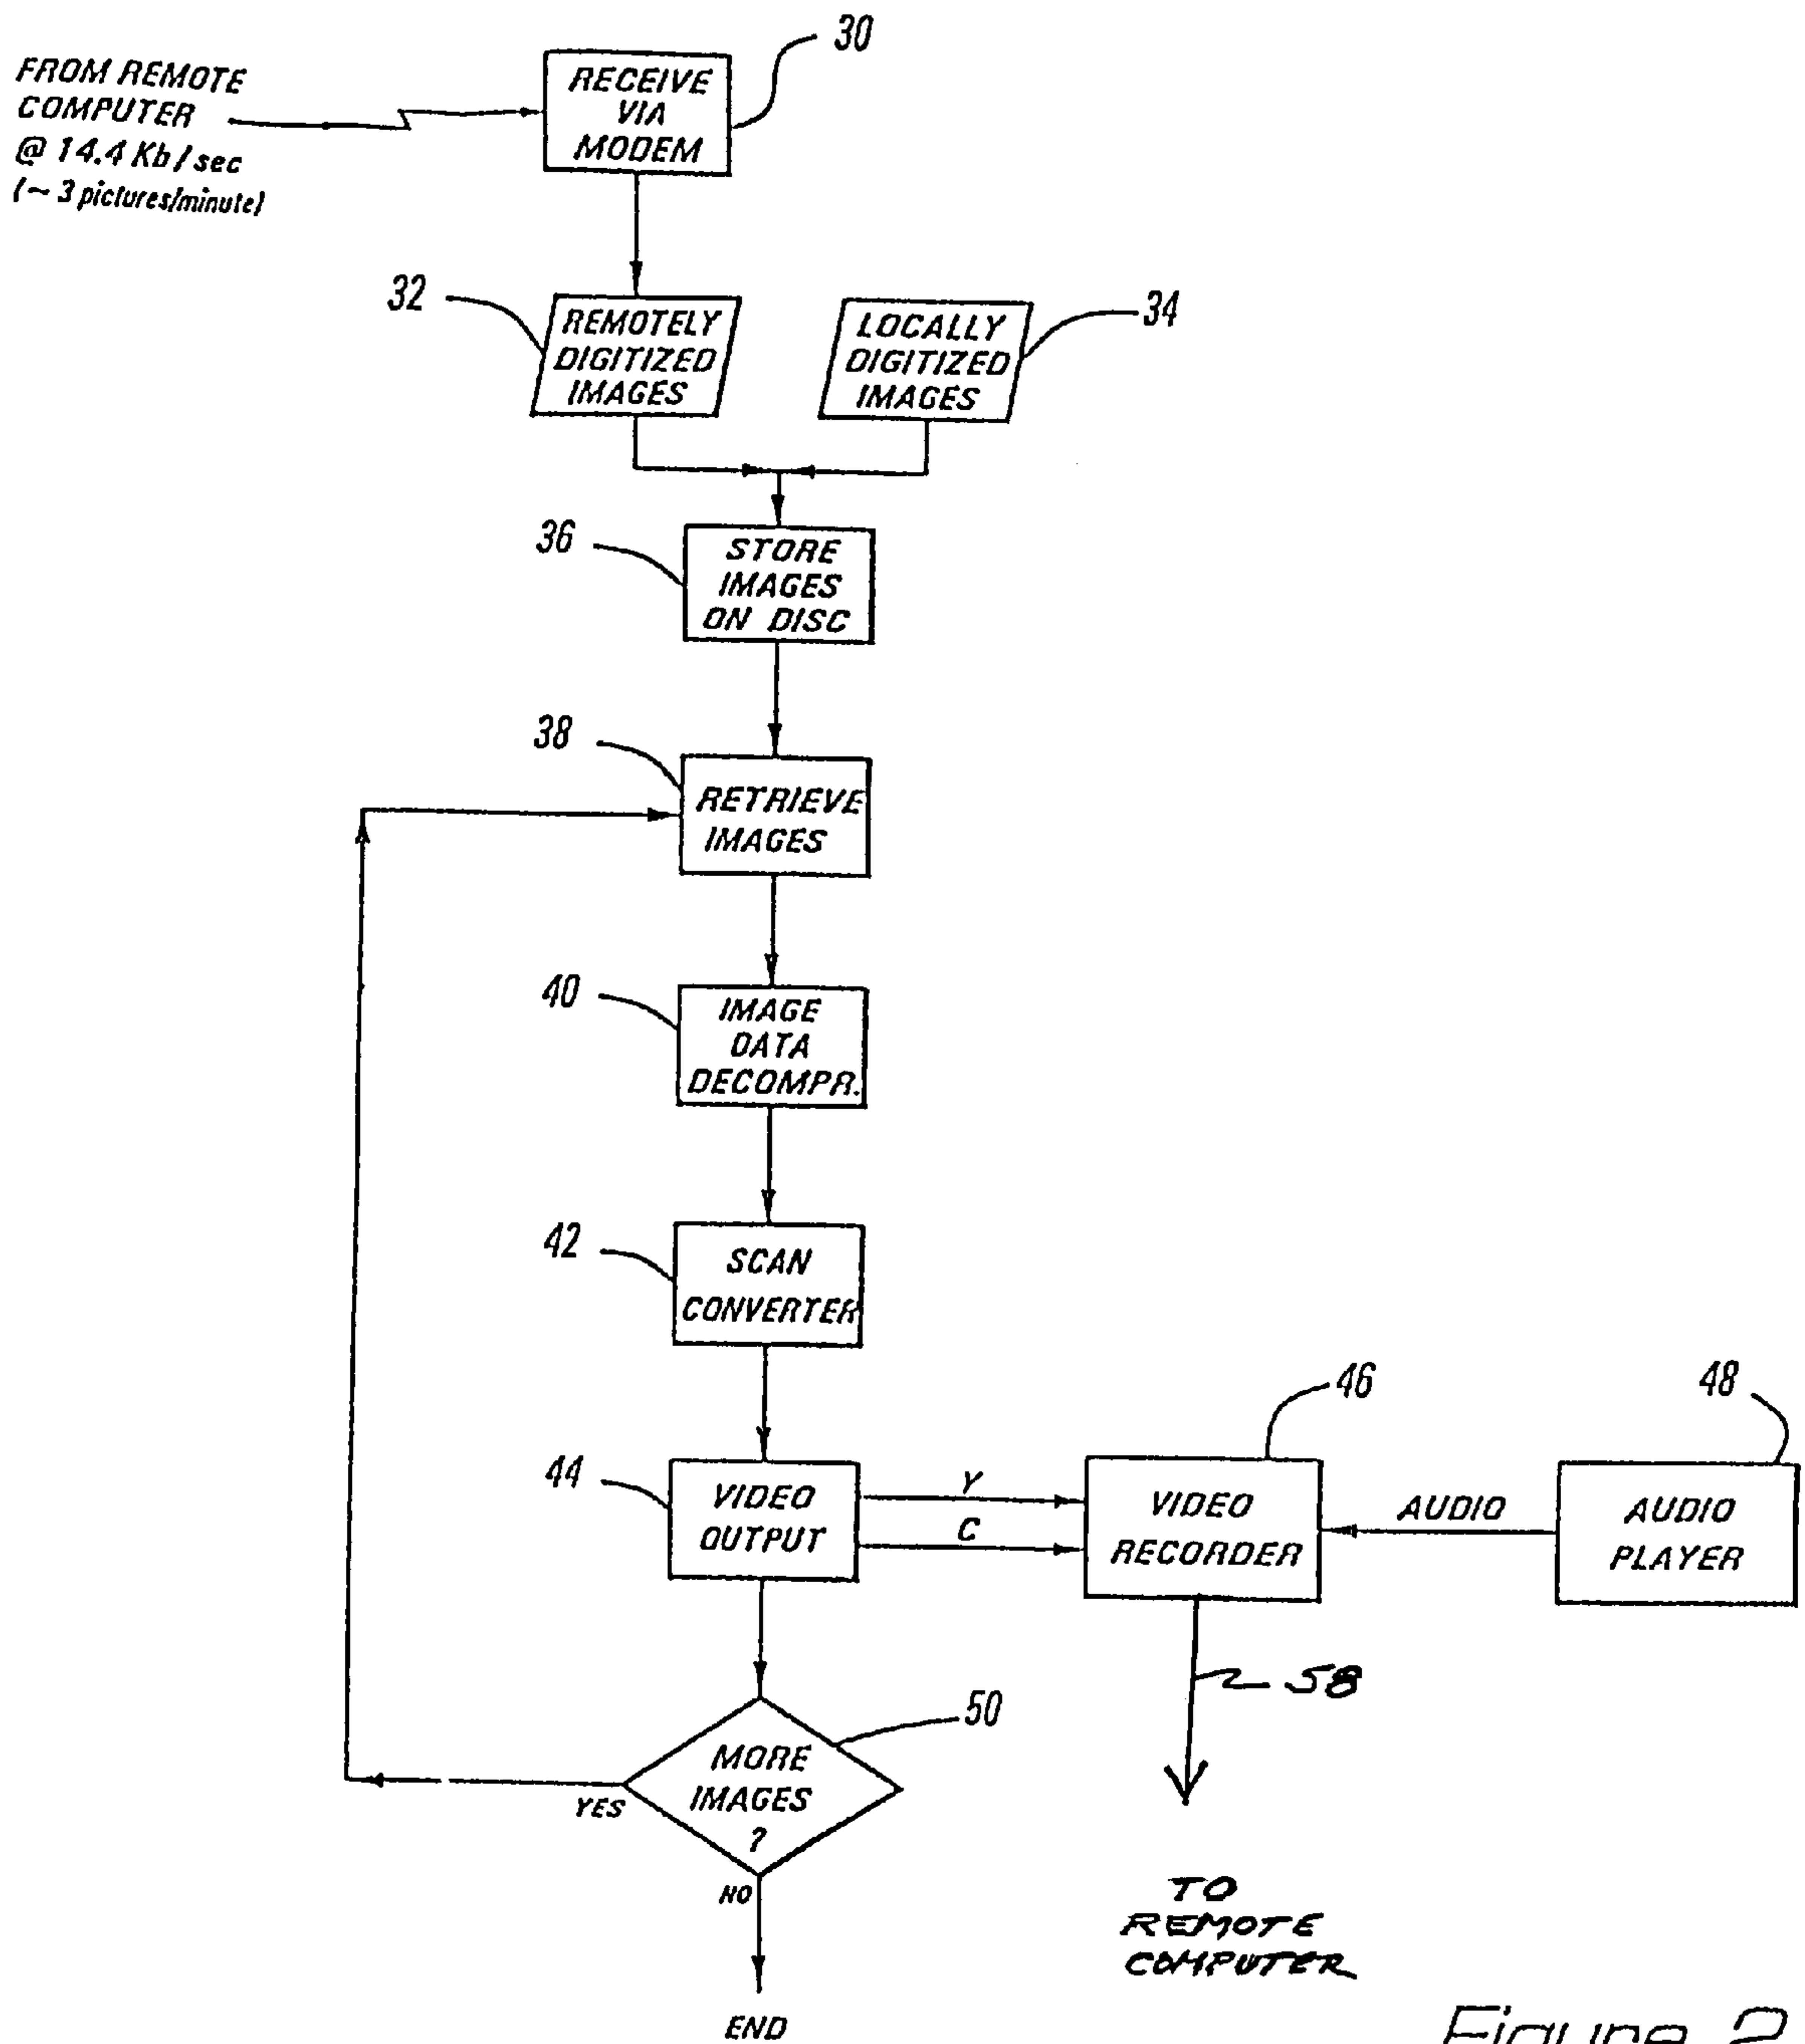 30
FROM REMOTE
COMPUTER
@ 14.4 Kb/sec
(~ 3 pictures/minute)
RECEIVE
VIA
MODEM
32
REMOTELY
DIGITIZED
IMAGES
LOCALLY
DIGITIZED
IMAGES
34
36
STORE
IMAGES
ON DISC
38
RETRIEVE
IMAGES
40
IMAGE
DATA
DECOMPR.
42
SCAN
CONVERTER
44
VIDEO
OUTPUT
Y
C
46
VIDEO
RECORDER
AUDIO
48
AUDIO
PLAYER
58
50
MORE
IMAGES
?
YES
NO
TO
REMOTE
COMPUTER
END
Figure 2